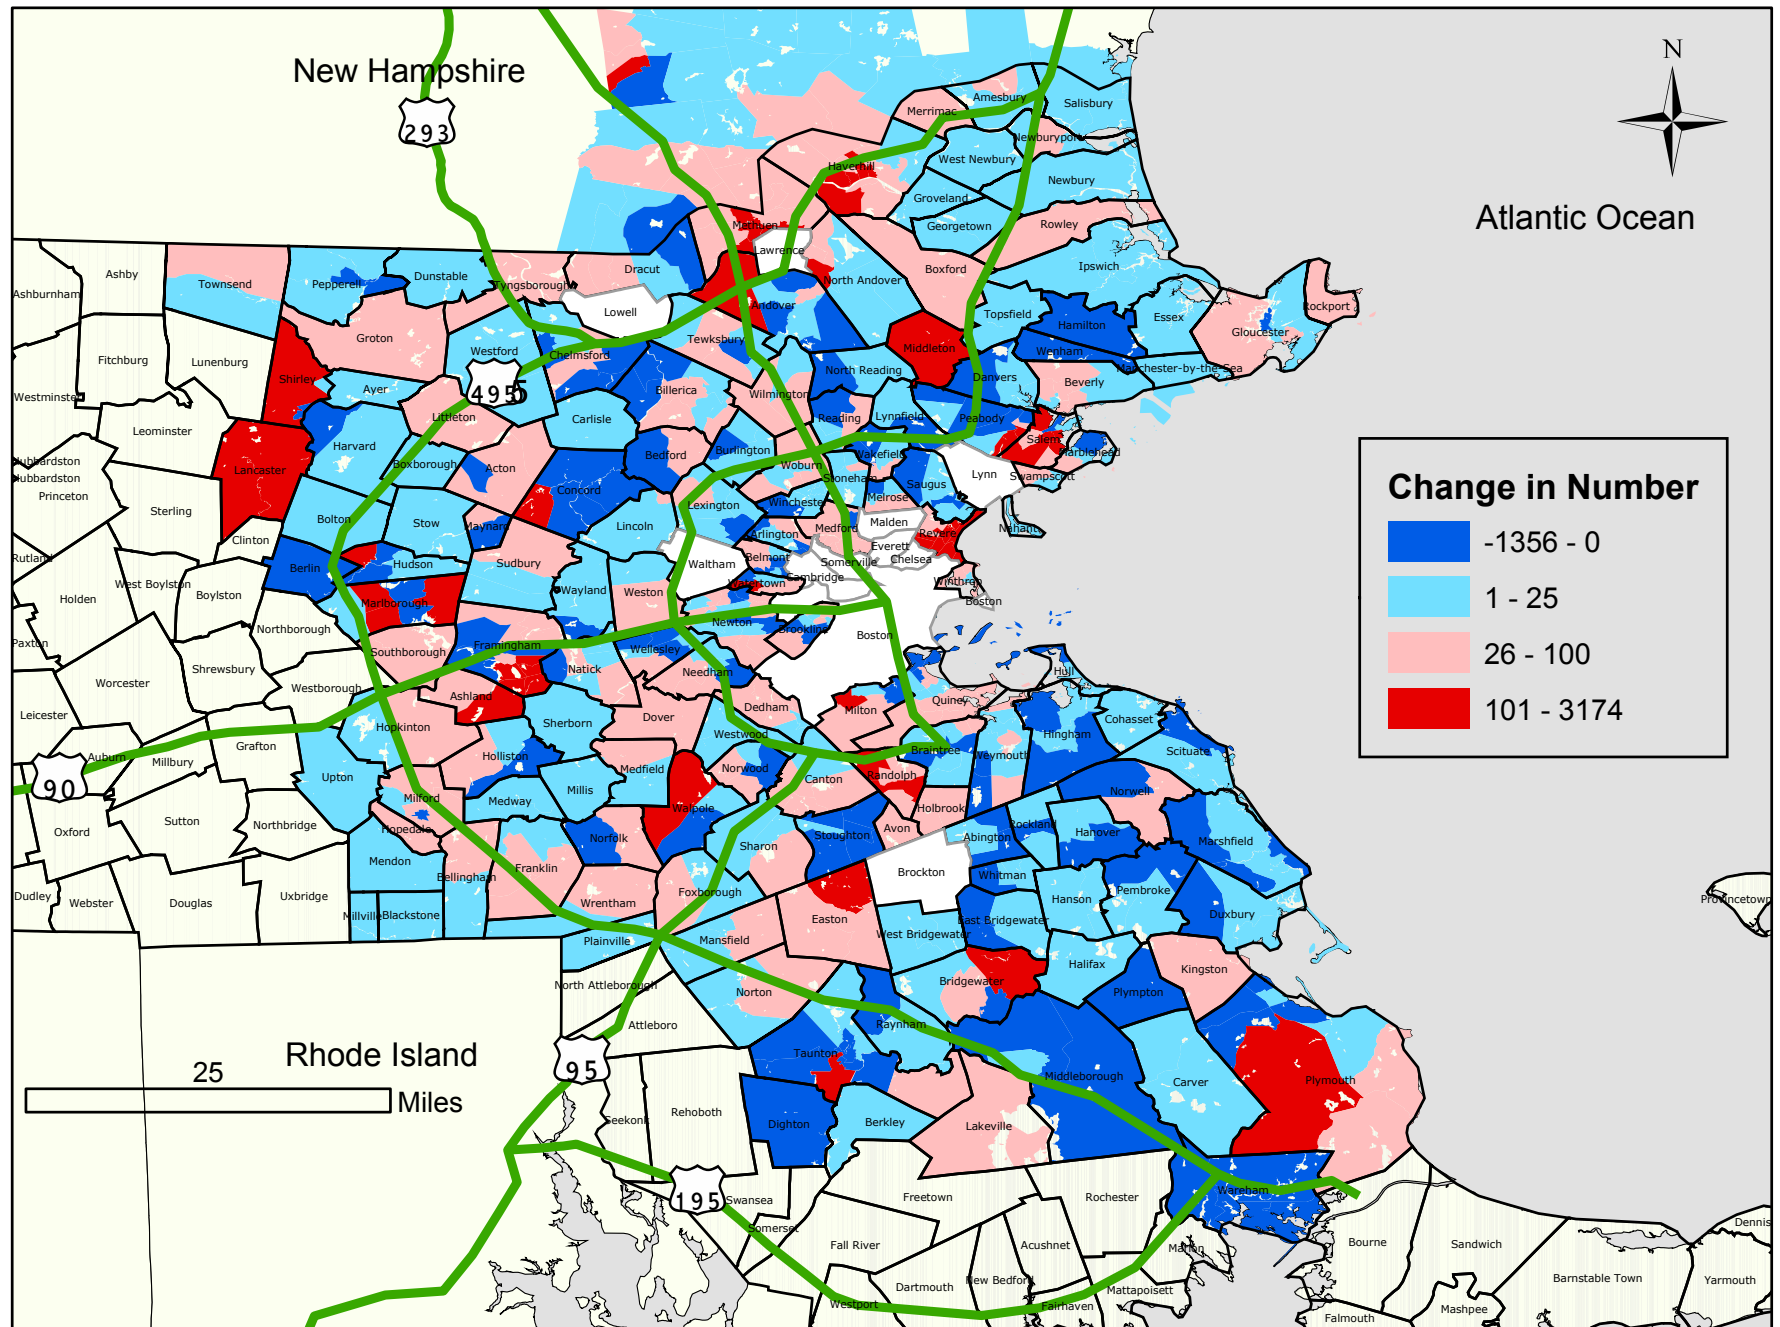 New Hampshire
N
Atlantic Ocean
293
Amesbury
Salisbury
Merrimac
Newburyport
Haverhill
West Newbury
Newbury
Groveland
Methuen
Georgetown
Rowley
Lawrence
Ashby
Dracut
Boxford
Ipswich
Townsend
Pepperell
Dunstable
Tyngsborough
North Andover
Ashburnham
Andover
Rockport
Lowell
Topsfield
Hamilton
Essex
Gloucester
Groton
Tewksbury
Middleton
Westford
Chelmsford
Wenham
Fitchburg
Lunenburg
Shirley
North Reading
Danvers
Manchester-by-the-Sea
Beverly
Ayer
Billerica
Wilmington
495
5
Westminster
Littleton
Carlisle
Reading
Lynnfield
Peabody
Leominster
Harvard
Salem
Marblehead
Burlington
Bedford
Wakefield
Hubbardston
Hubbardston
Boxborough
Acton
Woburn
Lancaster
Stoneham
Lynn
Swampscott
Princeton
Concord
Saugus
Melrose
Winchester
Lexington
Sterling
Bolton
Stow
Maynard
Lincoln
Medford
Malden
Nahant
Arlington
Revere
Clinton
Everett
Rutland
Belmont
Chelsea
Somerville
Hudson
Sudbury
Waltham
Berlin
Cambridge
West Boylston
Watertown
Winthrop
Holden
Boylston
Marlborough
Wayland
Weston
Boston
Northborough
Newton
Brookline
Boston
Paxton
Framingham
Southborough
Wellesley
Shrewsbury
Natick
Needham
Hull
Worcester
Westborough
Ashland
Quincy
Leicester
Dedham
Milton
Hopkinton
Sherborn
Dover
Cohasset
Westwood
Hingham
Grafton
Braintree
Scituate
Auburn
Holliston
Weymouth
Millbury
Medfield
Norwood
90
Upton
Canton
Randolph
Millis
Norwell
Medway
Milford
Walpole
Holbrook
Sutton
Northbridge
Hopedale
Avon
Oxford
Rockland
Hanover
Norfolk
Stoughton
Abington
Marshfield
Sharon
Mendon
Franklin
Brockton
Bellingham
Whitman
Foxborough
Pembroke
Dudley
Webster
Douglas
Uxbridge
Wrentham
Hanson
Provincetown
Millville
Blackstone
Easton
East Bridgewater
Duxbury
West Bridgewater
Plainville
Mansfield
Halifax
Kingston
North Attleborough
Norton
Bridgewater
Plympton
Attleboro
Raynham
Rhode Island
Taunton
95
Middleborough
Carver
Plymouth
25
Miles
Rehoboth
Seekonk
Dighton
Berkley
Lakeville
195
Swansea
Freetown
Rochester
Wareham
Somerset
Dennis
Fall River
Acushnet
Marion
Bourne
Sandwich
Dartmouth
New Bedford
Mattapoisett
Barnstable Town
Yarmouth
Westport
Fairhaven
Mashpee
Falmouth
Change in Number
-1356 - 0
1 - 25
26 - 100
101 - 3174